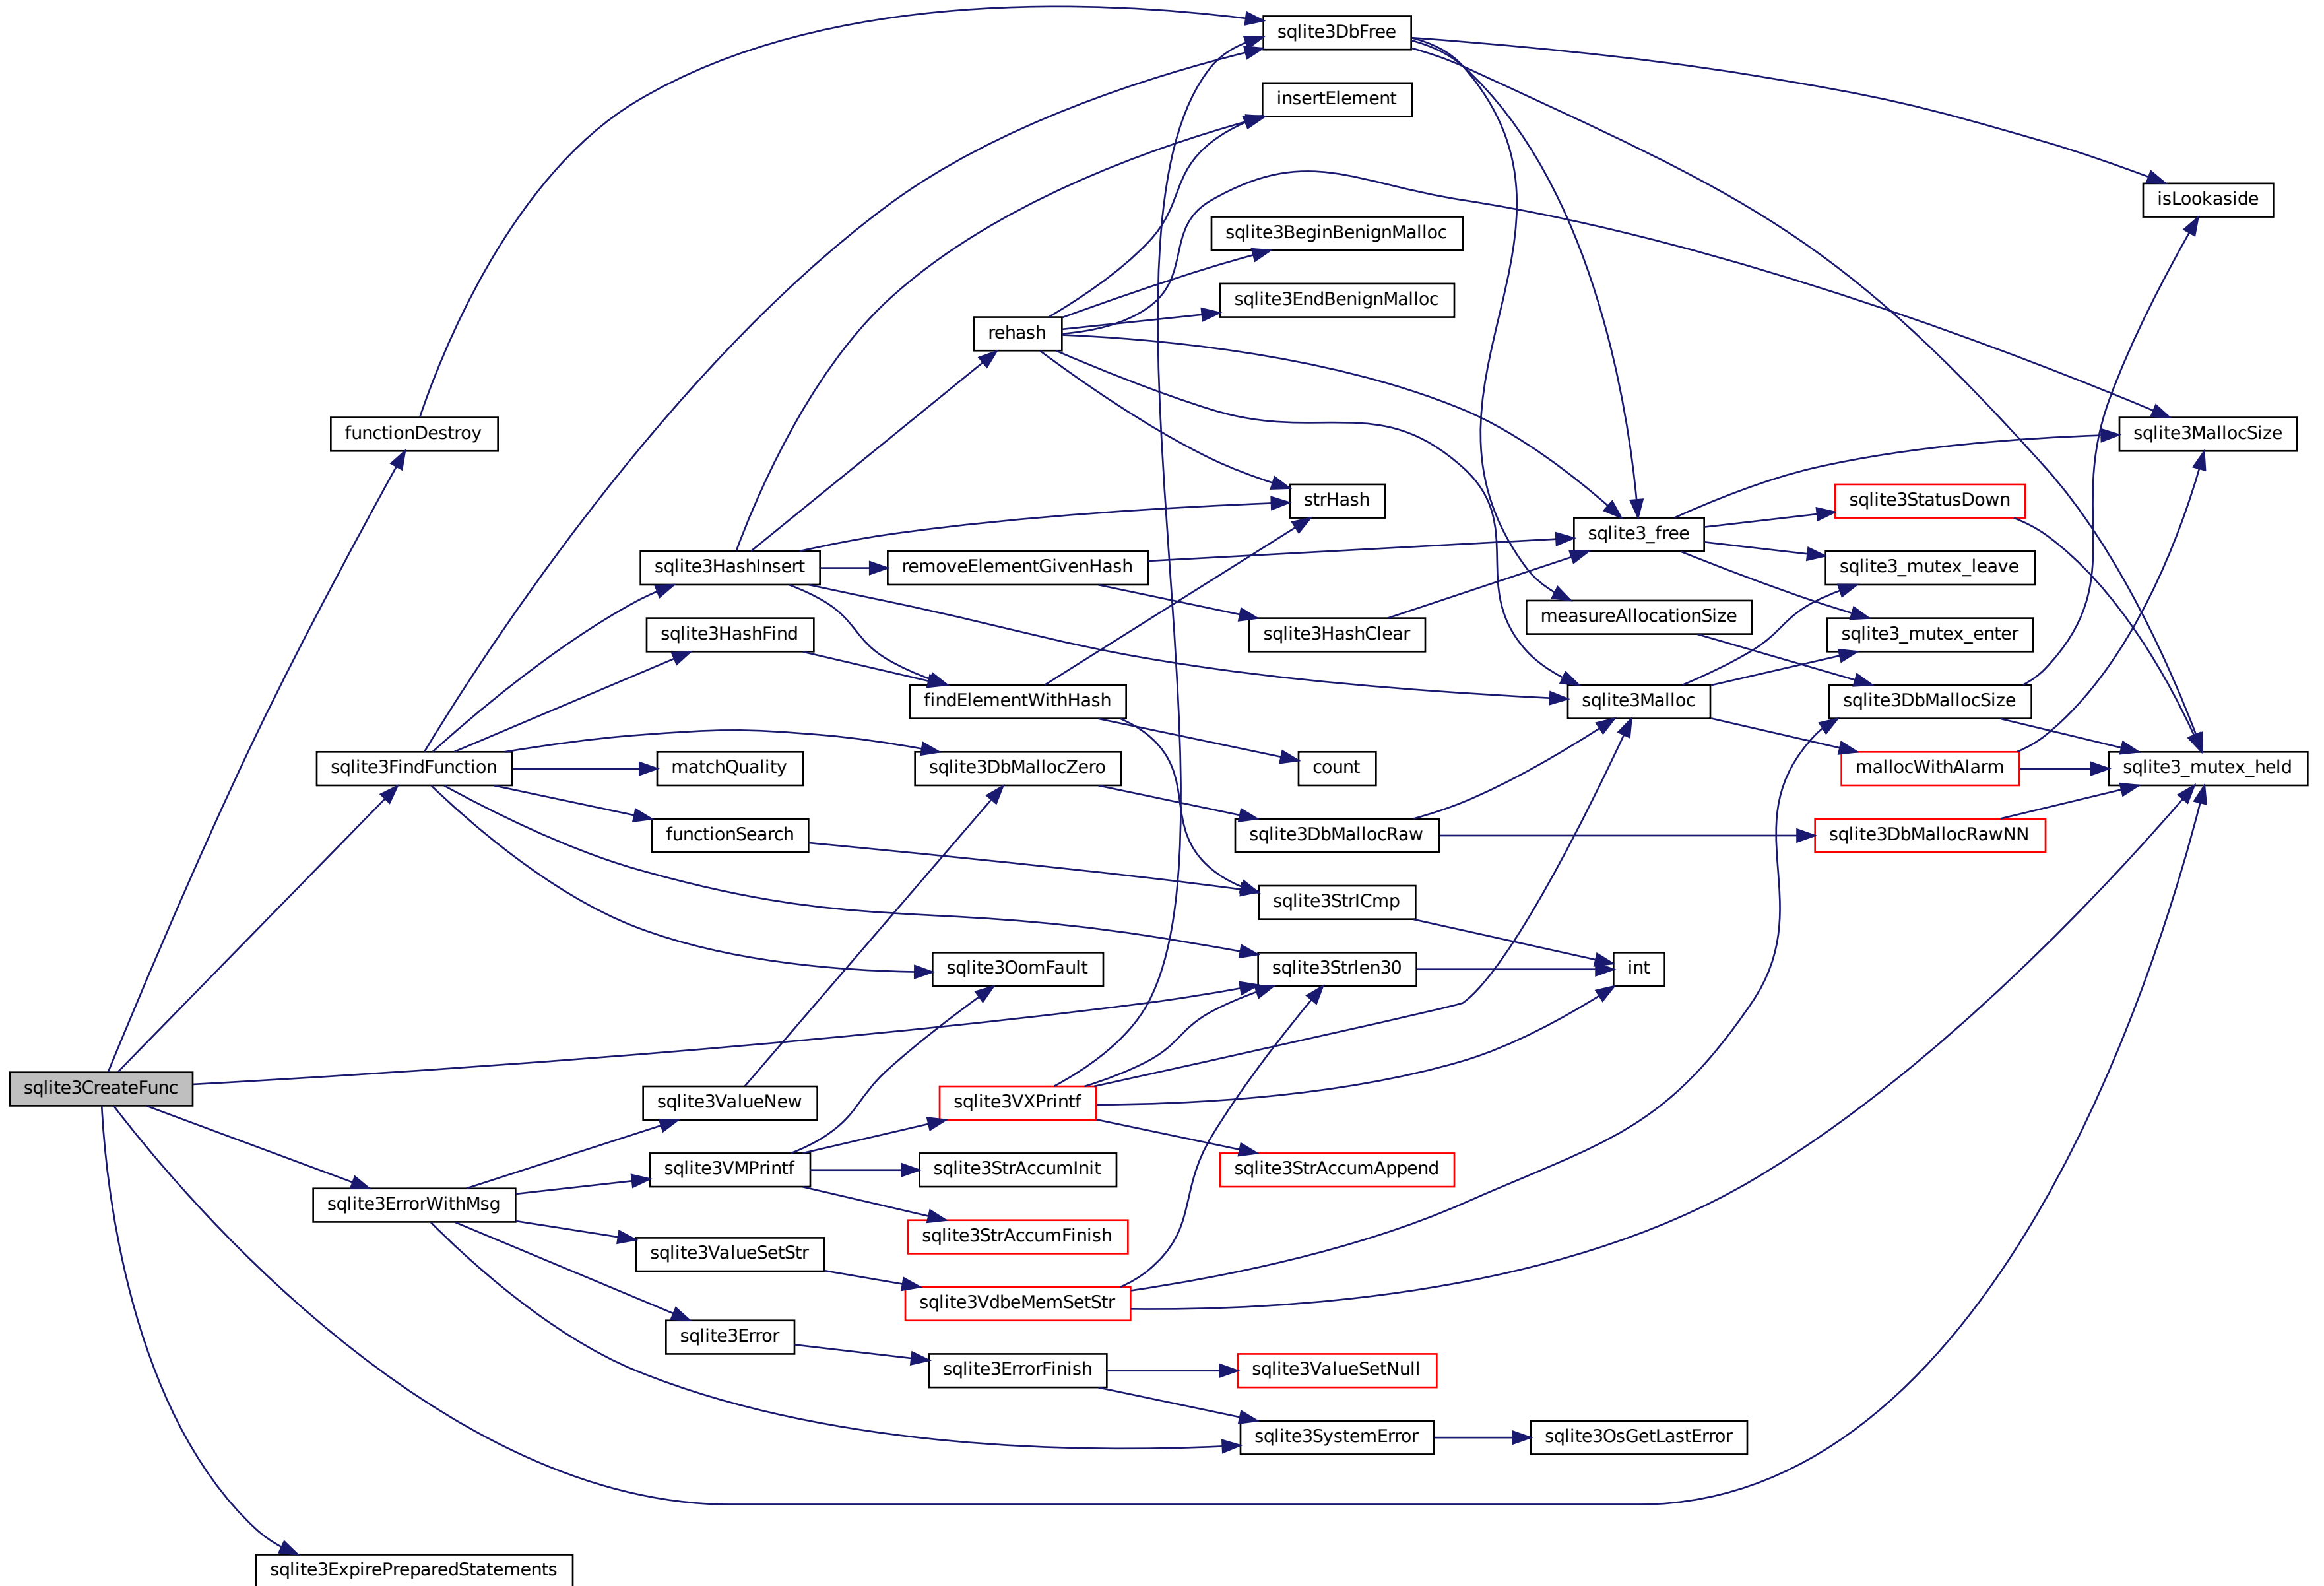 sqlite3DbFree
insertElement
isLookaside
sqlite3BeginBenignMalloc
sqlite3EndBenignMalloc
rehash
functionDestroy
sqlite3MallocSize
strHash
sqlite3StatusDown
sqlite3_free
sqlite3HashInsert
removeElementGivenHash
sqlite3_mutex_leave
measureAllocationSize
sqlite3HashFind
sqlite3HashClear
sqlite3_mutex_enter
findElementWithHash
sqlite3Malloc
sqlite3DbMallocSize
sqlite3FindFunction
matchQuality
sqlite3DbMallocZero
count
mallocWithAlarm
sqlite3_mutex_held
functionSearch
sqlite3DbMallocRaw
sqlite3DbMallocRawNN
sqlite3StrICmp
sqlite3OomFault
sqlite3Strlen30
int
sqlite3CreateFunc
sqlite3ValueNew
sqlite3VXPrintf
sqlite3VMPrintf
sqlite3StrAccumInit
sqlite3StrAccumAppend
sqlite3ErrorWithMsg
sqlite3StrAccumFinish
sqlite3ValueSetStr
sqlite3VdbeMemSetStr
sqlite3Error
sqlite3ErrorFinish
sqlite3ValueSetNull
sqlite3SystemError
sqlite3OsGetLastError
sqlite3ExpirePreparedStatements